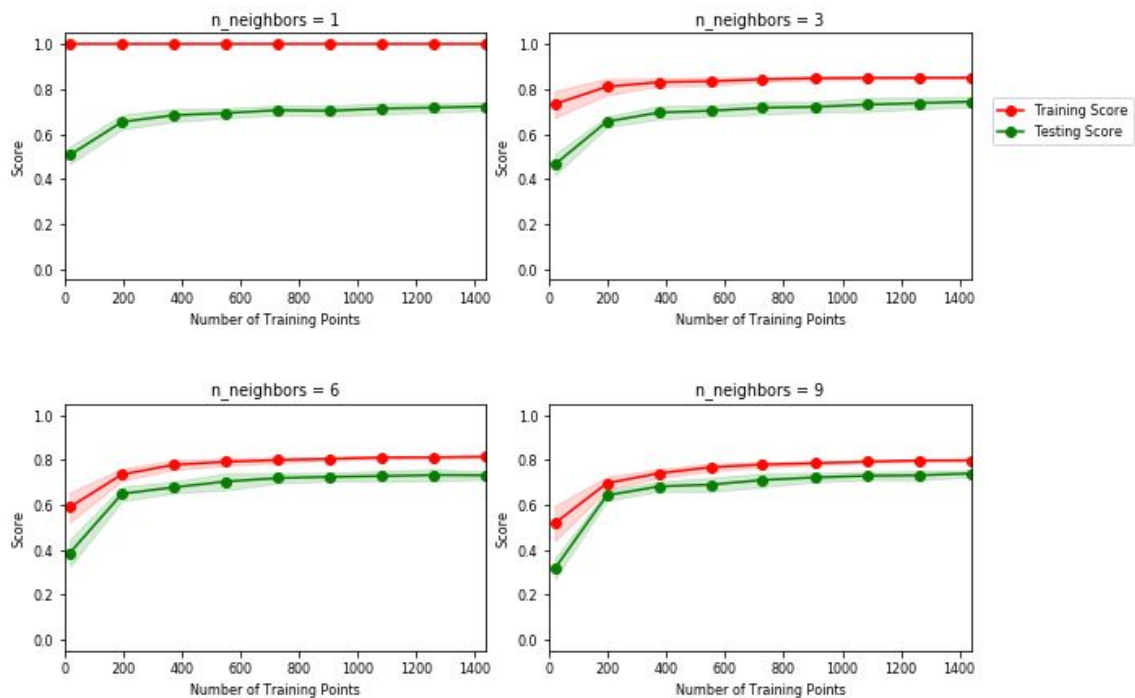 n_neighbors = 1
1.0
0.8
0.6
0.4
0.2
0.0
Score
0 200 400 600 800 1000 1200 1400
Number of Training Points
n_neighbors = 3
1.0
0.8
0.6
0.4
0.2
0.0
Score
0 200 400 600 800 1000 1200 1400
Number of Training Points
Training Score
Testing Score
n_neighbors = 6
1.0
0.8
0.6
0.4
0.2
0.0
Score
0 200 400 600 800 1000 1200 1400
Number of Training Points
n_neighbors = 9
1.0
0.8
0.6
0.4
0.2
0.0
Score
0 200 400 600 800 1000 1200 1400
Number of Training Points